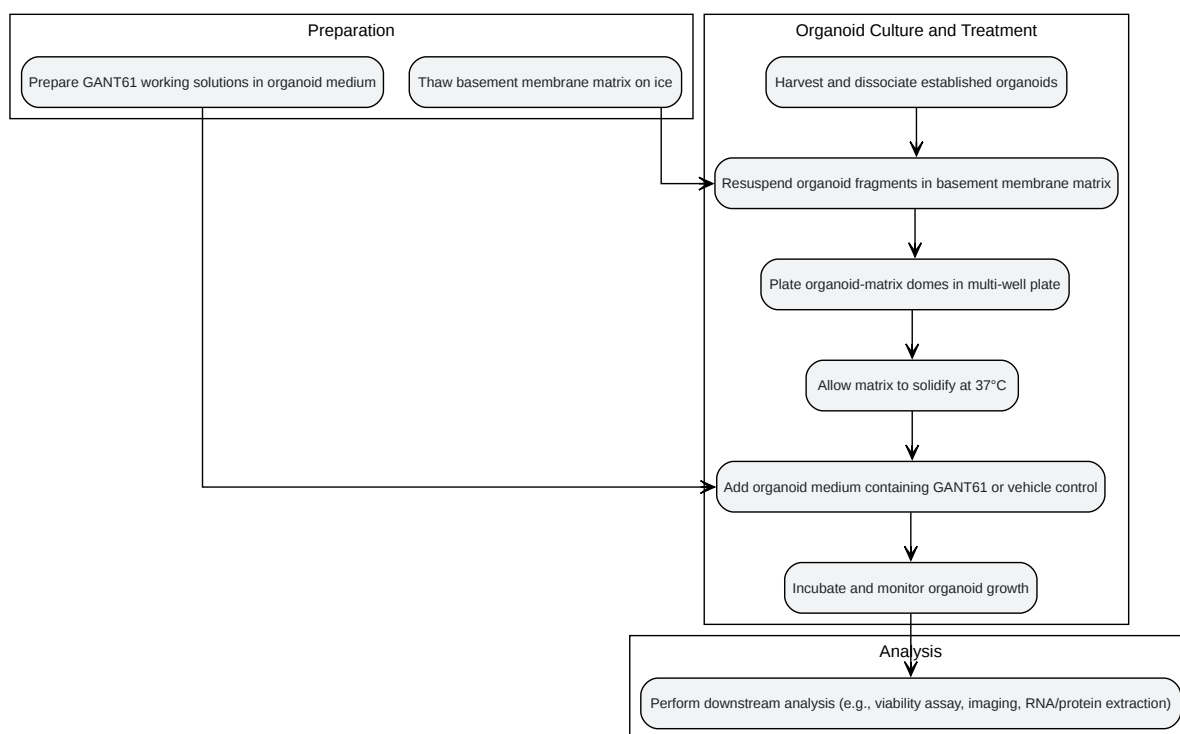 Preparation
Prepare GANT61 working solutions in organoid medium
Thaw basement membrane matrix on ice
Organoid Culture and Treatment
Harvest and dissociate established organoids
Resuspend organoid fragments in basement membrane matrix
Plate organoid-matrix domes in multi-well plate
Allow matrix to solidify at 37°C
Add organoid medium containing GANT61 or vehicle control
Incubate and monitor organoid growth
Analysis
Perform downstream analysis (e.g., viability assay, imaging, RNA/protein extraction)